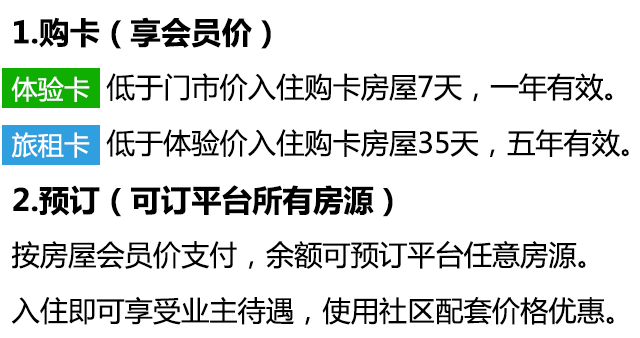 1.购卡（享会员价）
体验卡 低于门市价入住购卡房屋7天，一年有效。
旅租卡 低于体验价入住购卡房屋35天，五年有效。
2.预订（可订平台所有房源）
按房屋会员价支付，余额可预订平台任意房源。
入住即可享受业主待遇，使用社区配套价格优惠。